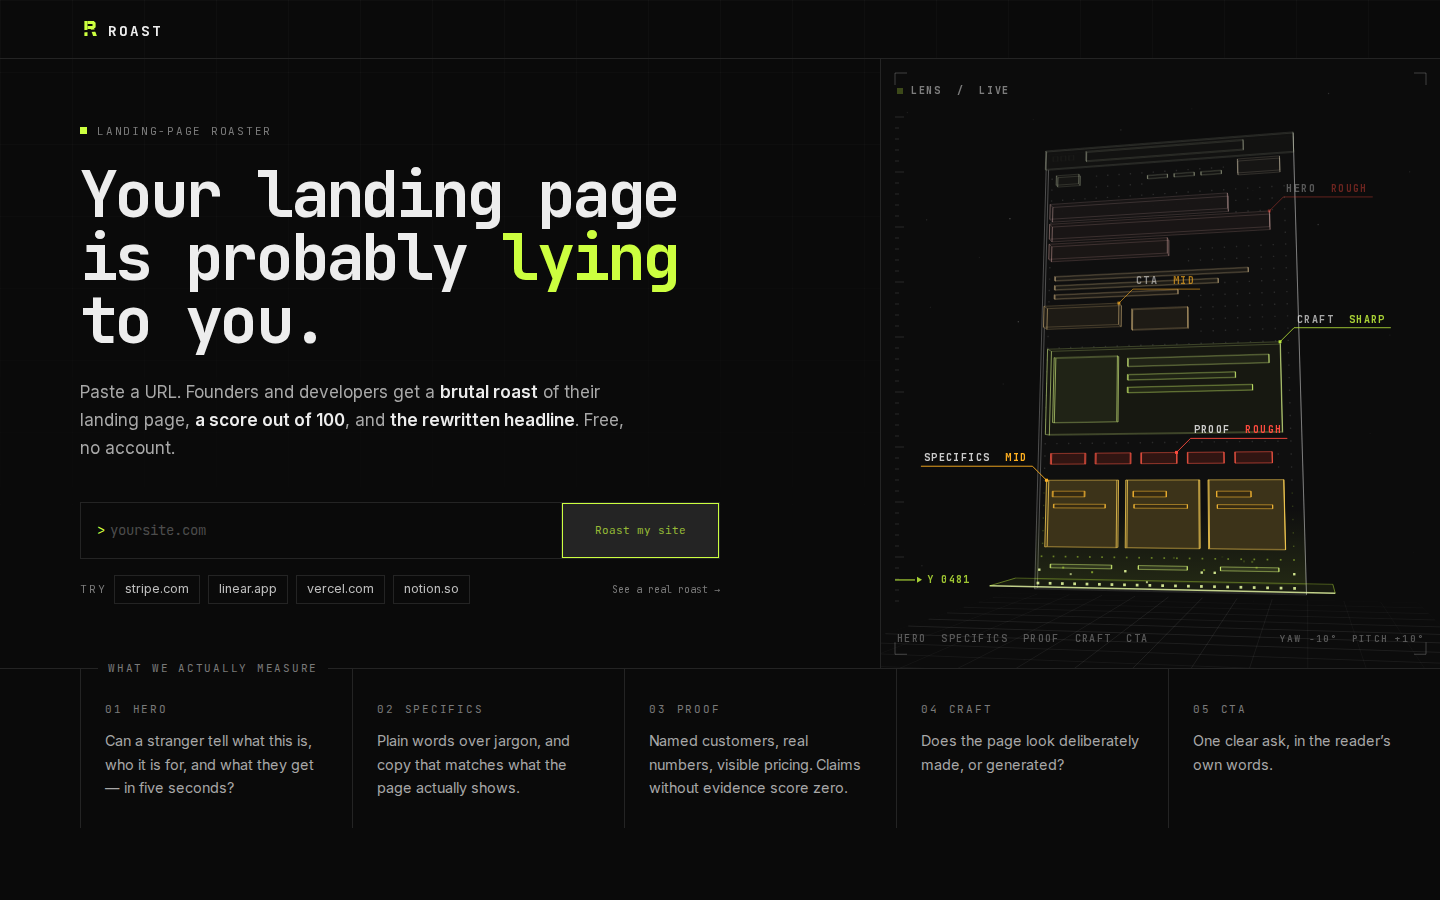 R ROAST
LENS / LIVE
LANDING-PAGE ROASTER
Your landing page
is probably lying
to you.
Paste a URL. Founders and developers get a brutal roast of their
landing page, a score out of 100, and the rewritten headline. Free,
no account.
> yoursite.com
Roast my site
TRY stripe.com linear.app vercel.com notion.so
See a real roast →
HERO ROUGH
CTA MID
CRAFT SHARP
PROOF ROUGH
SPECIFICS MID
Y 0481
HERO SPECIFICS PROOF CRAFT CTA
YAW -10° PITCH +10°
WHAT WE ACTUALLY MEASURE
01 HERO
Can a stranger tell what this is,
who it is for, and what they get
— in five seconds?
02 SPECIFICS
Plain words over jargon, and
copy that matches what the
page actually shows.
03 PROOF
Named customers, real
numbers, visible pricing. Claims
without evidence score zero.
04 CRAFT
Does the page look deliberately
made, or generated?
05 CTA
One clear ask, in the reader’s
own words.